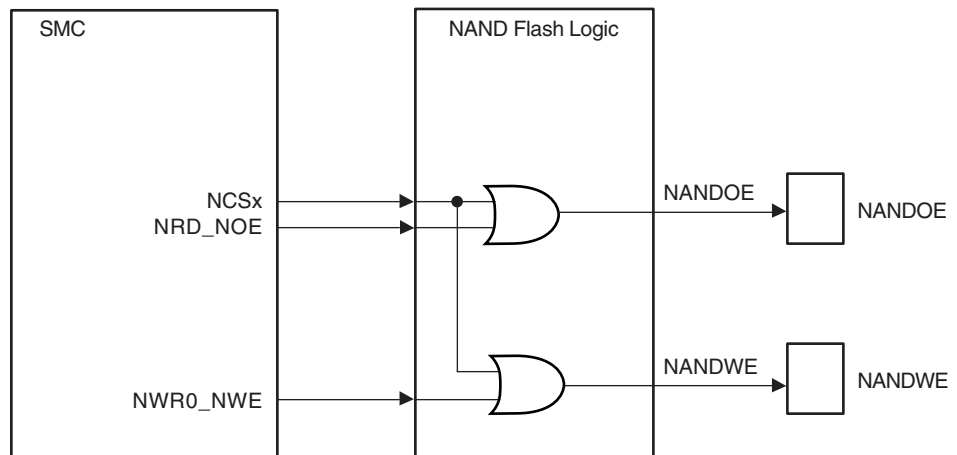 SMC
NAND Flash Logic
NCSx
NRD_NOE
NANDOE
NANDOE
NWR0_NWE
NANDWE
NANDWE